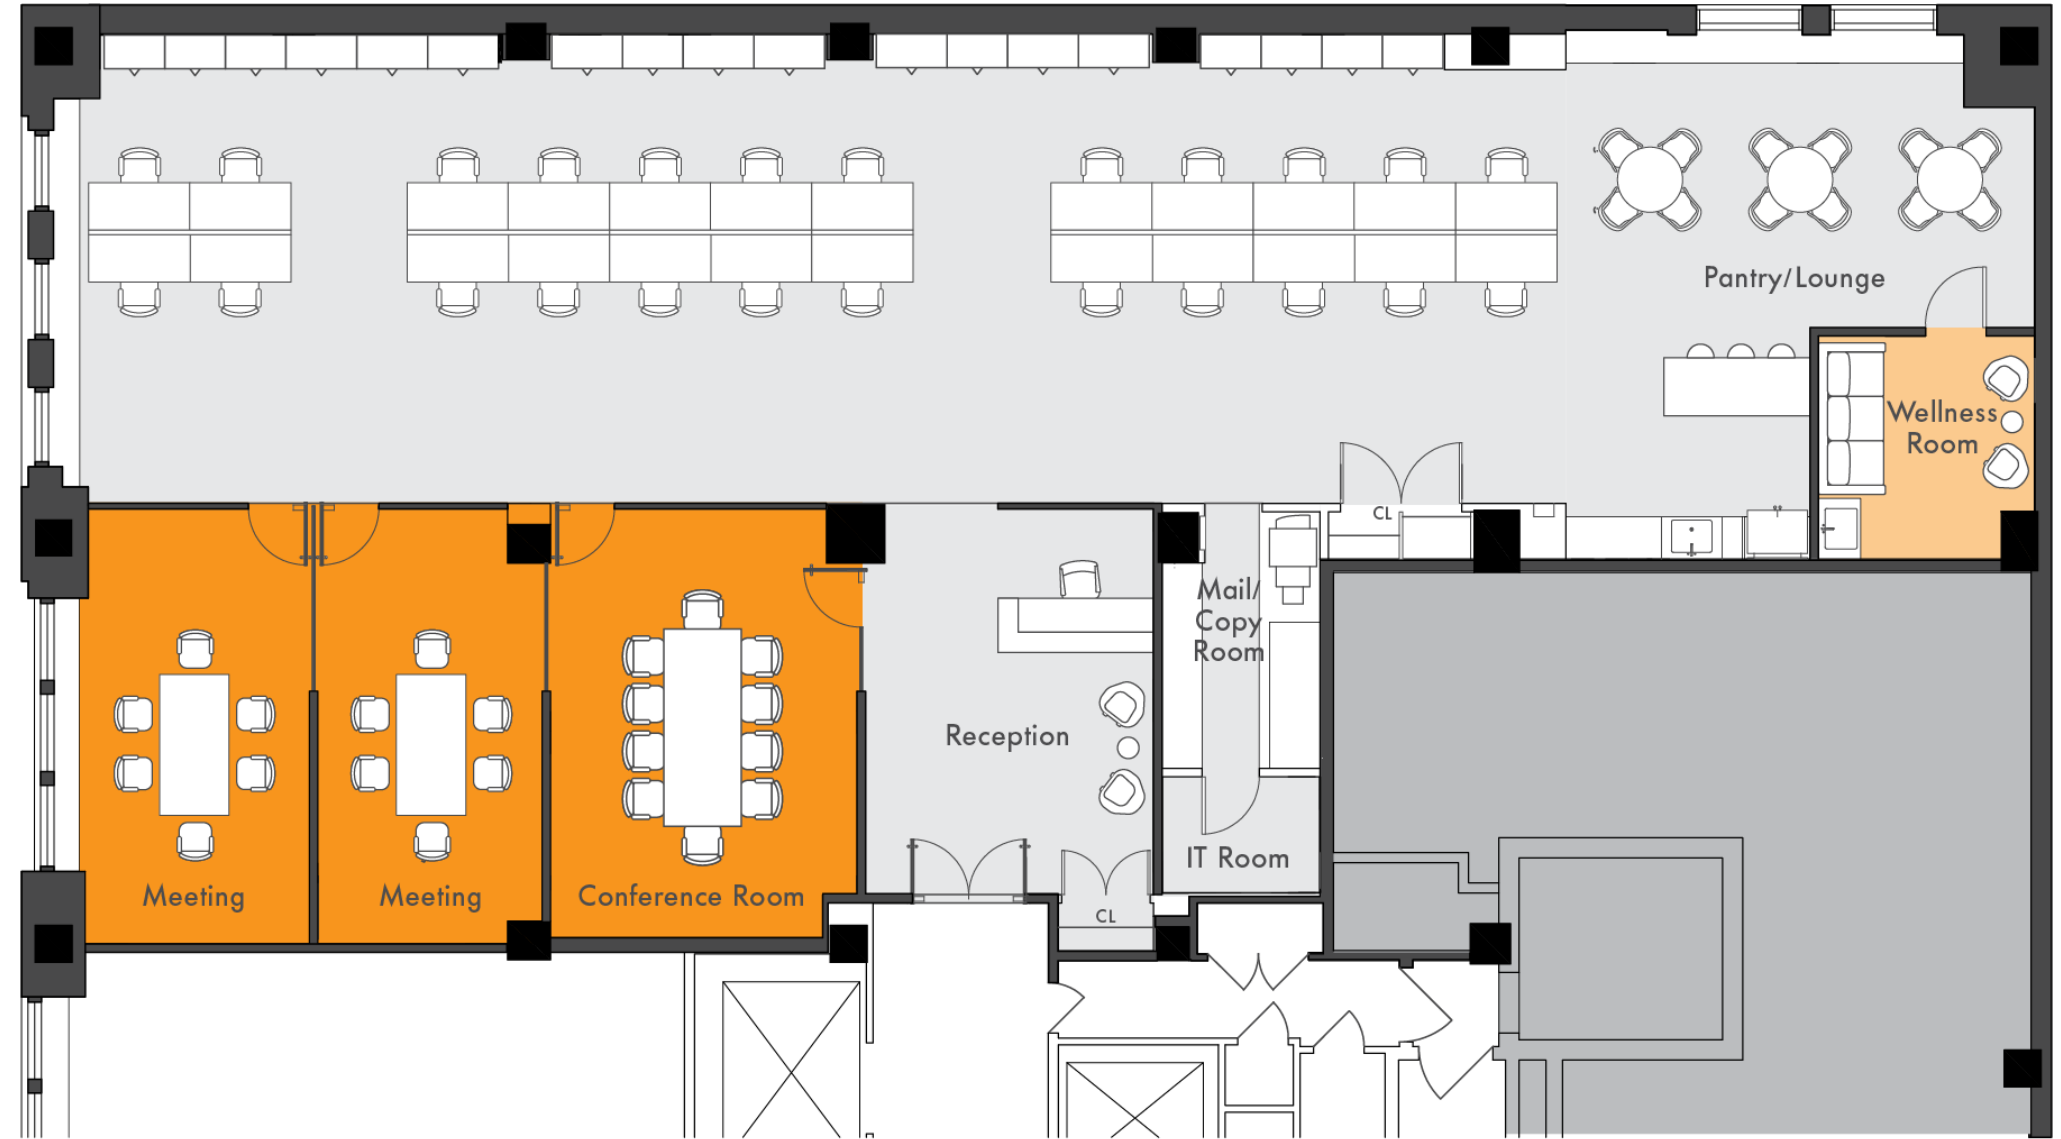 Pantry/Lounge
Wellness
Room
CL
Mail/
Copy
Room
Reception
IT Room
Meeting
Meeting
Conference Room
CL